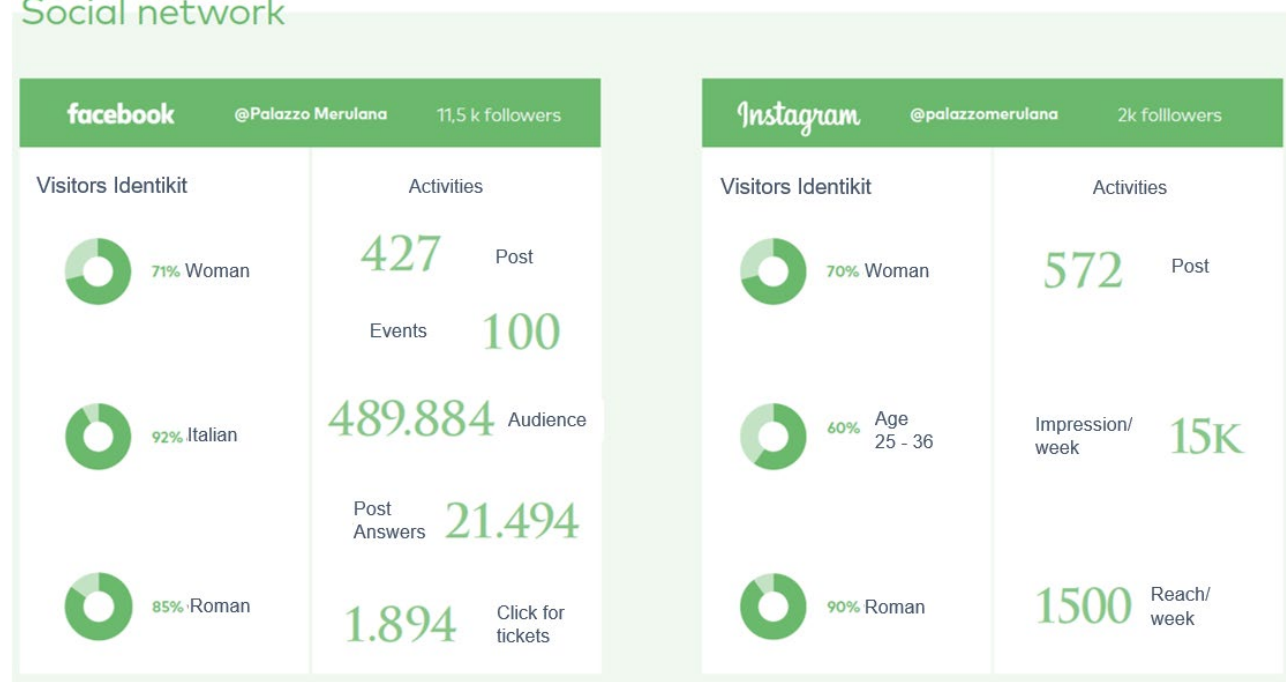 Social network
facebook @Palazzo Merulana 11,5 k followers
Visitors Identikit
71% Woman
92% Italian
85% Roman
Activities
427 Post
Events 100
489.884 Audience
Post
Answers 21.494
1.894 Click for
tickets
Instagram @palazzomerulana 2k folllowers
Visitors Identikit
70% Woman
60% Age
25 - 36
90% Roman
Activities
572 Post
Impression/
week 15K
1500 Reach/
week